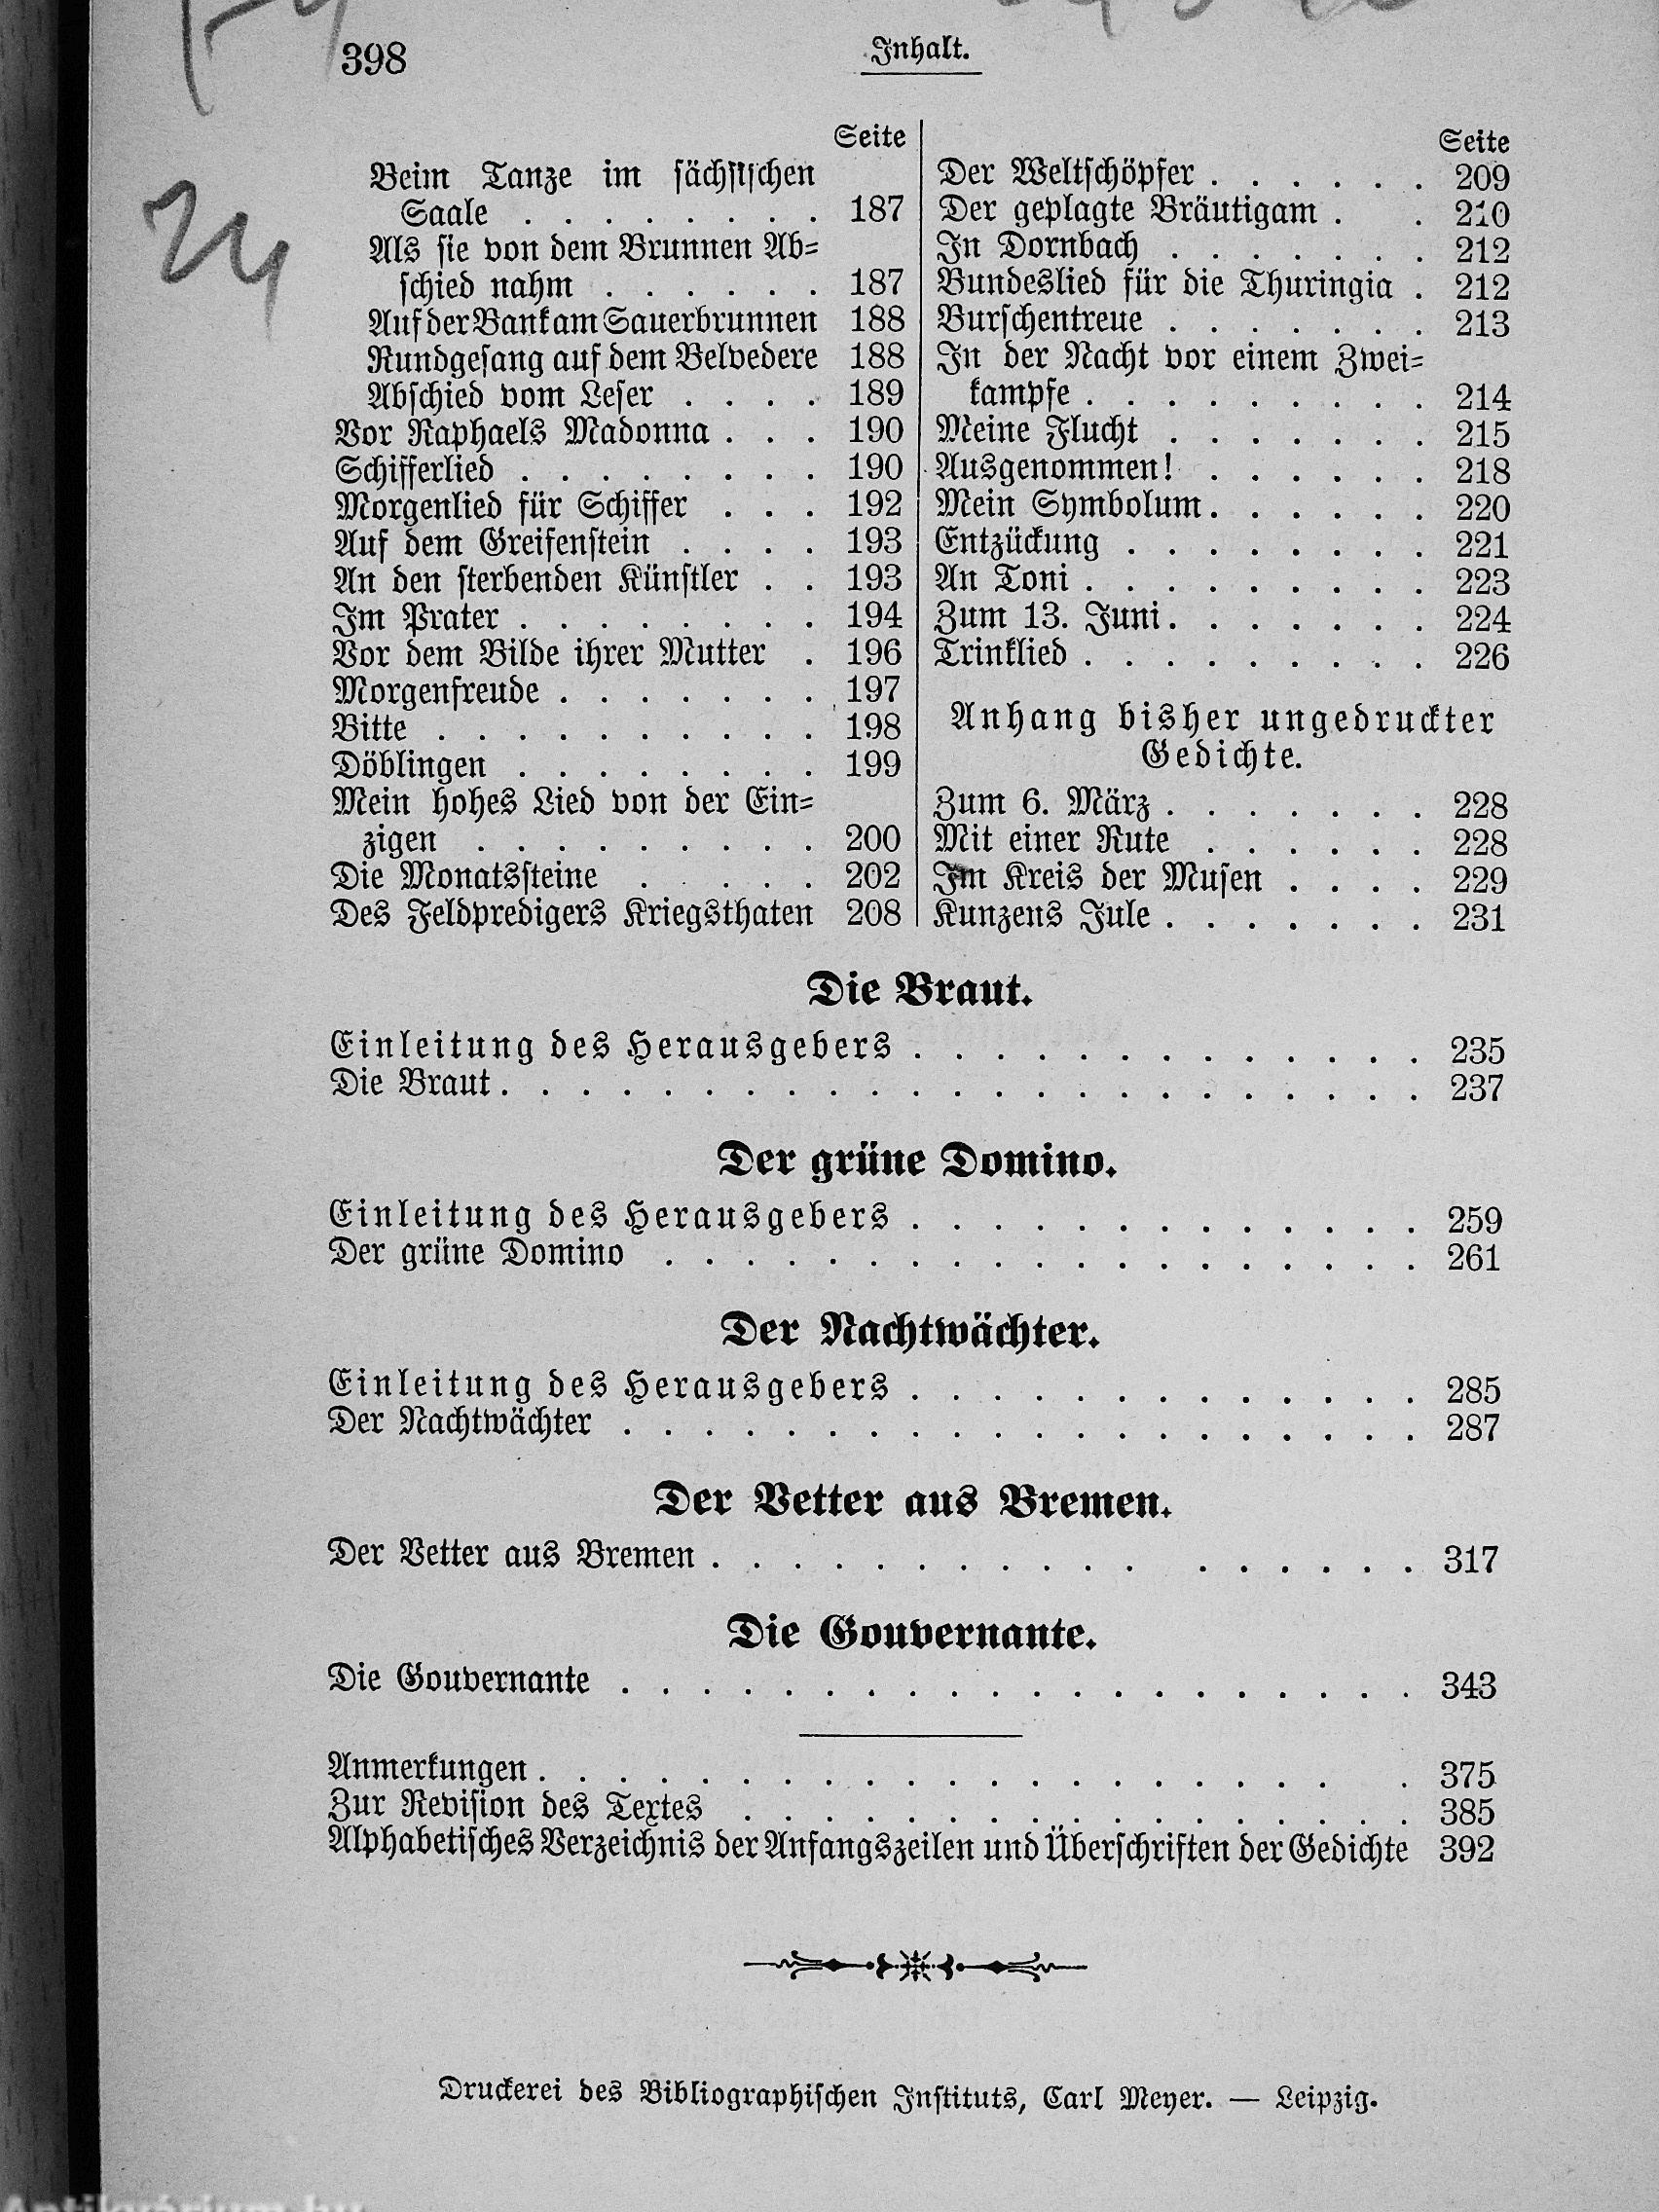 398
Inhalt.
Seite
Beim Tanze im sächsischen
Saale . . . . . . . . 187
Als sie von dem Brunnen Ab=
schied nahm . . . . . . 187
Auf der Bank am Sauerbrunnen 188
Rundgesang auf dem Belvedere 188
Abschied vom Leser . . . . 189
Vor Raphaels Madonna . . . 190
Schifferlied . . . . . . . . 190
Morgenlied für Schiffer . . . 192
Auf dem Greifenstein . . . . 193
An den sterbenden Künstler . . 193
Im Prater . . . . . . . . 194
Vor dem Bilde ihrer Mutter . 196
Morgenfreude . . . . . . . 197
Bitte . . . . . . . . . . 198
Döblingen . . . . . . . . 199
Mein hohes Lied von der Ein=
zigen . . . . . . . . . 200
Die Monatssteine . . . . . 202
Des Feldpredigers Kriegsthaten 208
Seite
Der Weltschöpfer . . . . . . 209
Der geplagte Bräutigam . . 210
In Dornbach . . . . . . . 212
Bundeslied für die Thuringia . 212
Burschentreue . . . . . . . 213
In der Nacht vor einem Zwei=
kampfe . . . . . . . . . 214
Meine Flucht . . . . . . . 215
Ausgenommen! . . . . . . 218
Mein Symbolum . . . . . . 220
Entzückung . . . . . . . . 221
An Toni . . . . . . . . . 223
Zum 13. Juni . . . . . . . 224
Trinklied . . . . . . . . . 226
Anhang bisher ungedruckter
Gedichte.
Zum 6. März . . . . . . . 228
Mit einer Rute . . . . . . 228
Im Kreis der Musen . . . . 229
Kunzens Jule . . . . . . . 231
Die Braut.
Einleitung des Herausgebers . . . . . . . . . . . . . 235
Die Braut . . . . . . . . . . . . . . . . . . . . . . . 237
Der grüne Domino.
Einleitung des Herausgebers . . . . . . . . . . . . . 259
Der grüne Domino . . . . . . . . . . . . . . . . . . . 261
Der Nachtwächter.
Einleitung des Herausgebers . . . . . . . . . . . . . 285
Der Nachtwächter . . . . . . . . . . . . . . . . . . . . 287
Der Vetter aus Bremen.
Der Vetter aus Bremen . . . . . . . . . . . . . . . . . 317
Die Gouvernante.
Die Gouvernante . . . . . . . . . . . . . . . . . . . . 343
Anmerkungen . . . . . . . . . . . . . . . . . . . . . 375
Zur Revision des Textes . . . . . . . . . . . . . . . . . 385
Alphabetisches Verzeichnis der Anfangszeilen und Überschriften der Gedichte 392
Druckerei des Bibliographischen Instituts, Carl Meyer. — Leipzig.